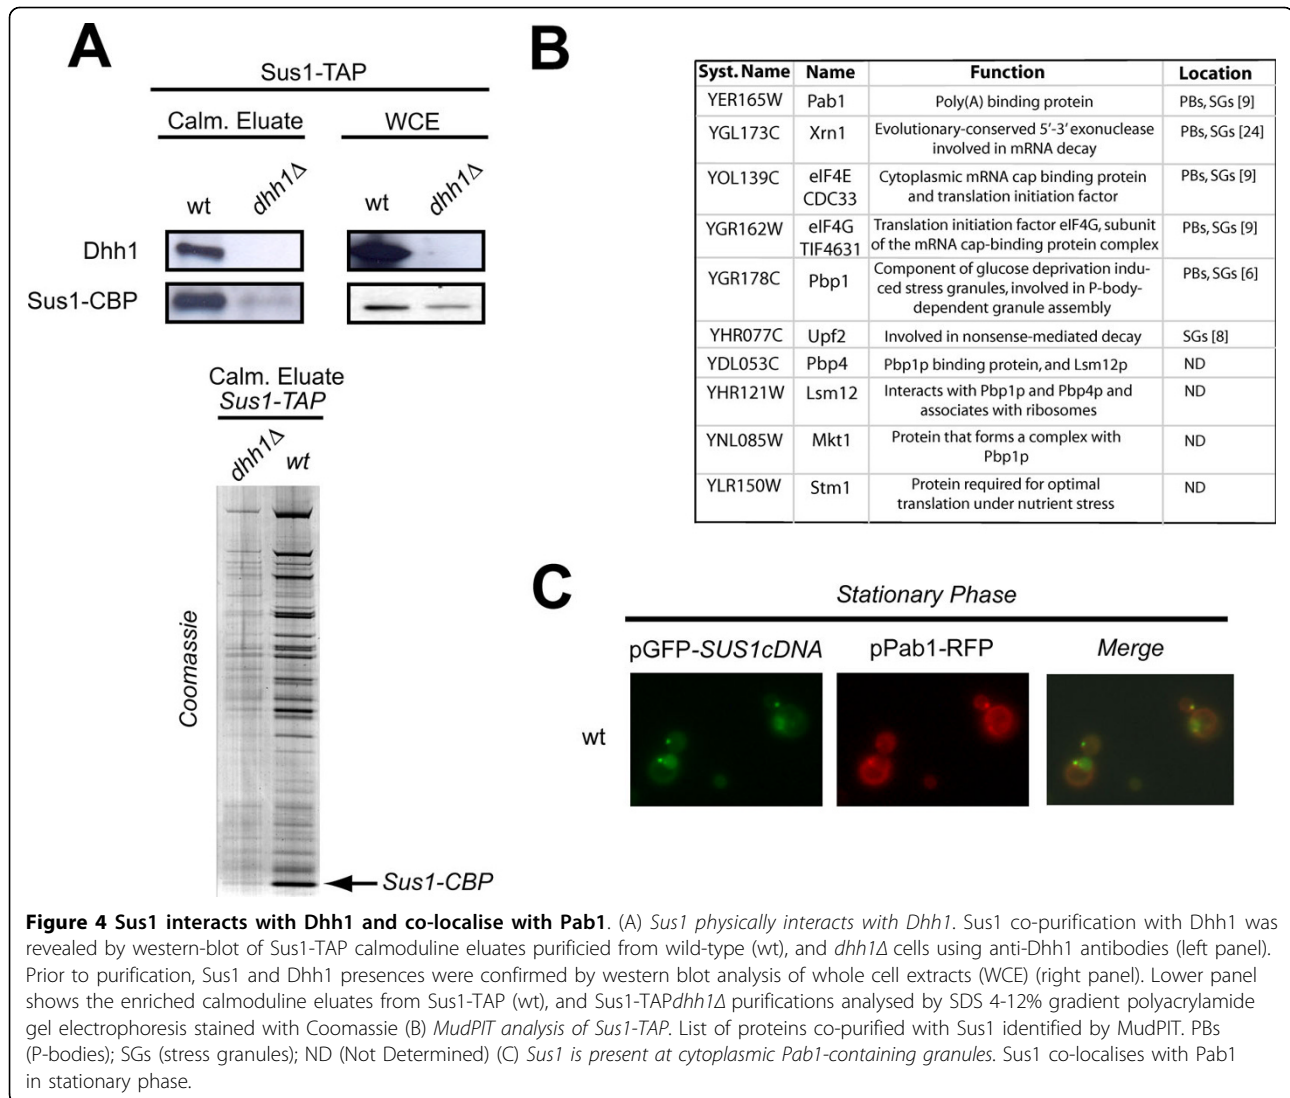 A
Sus1-TAP
Calm. Eluate
WCE
wt
dhh1Δ
wt
dhh1Δ
Dhh1
Sus1-CBP
Calm. Eluate
Sus1-TAP
dhh1Δ
wt
Coomassie
Sus1-CBP
B
Syst. Name Name Function Location
YER165W Pab1 Poly(A) binding protein PBs, SGs [9]
YGL173C Xrn1 Evolutionary-conserved 5'-3' exonuclease PBs, SGs [24]
involved in mRNA decay
YOL139C eIF4E Cytoplasmic mRNA cap binding protein PBs, SGs [9]
CDC33 and translation initiation factor
YGR162W eIF4G Translation initiation factor eIF4G, subunit PBs, SGs [9]
TIF4631 of the mRNA cap-binding protein complex
YGR178C Pbp1 Component of glucose deprivation indu- PBs, SGs [6]
ced stress granules, involved in P-body-
dependent granule assembly
YHR077C Upf2 Involved in nonsense-mediated decay SGs [8]
YDL053C Pbp4 Pbp1p binding protein, and Lsm12p ND
YHR121W Lsm12 Interacts with Pbp1p and Pbp4p and ND
associates with ribosomes
YNL085W Mkt1 Protein that forms a complex with ND
Pbp1p
YLR150W Stm1 Protein required for optimal ND
translation under nutrient stress
C
Stationary Phase
pGFP-SUS1cDNA
pPab1-RFP
Merge
wt
Figure 4 Sus1 interacts with Dhh1 and co-localise with Pab1. (A) Sus1 physically interacts with Dhh1. Sus1 co-purification with Dhh1 was
revealed by western-blot of Sus1-TAP calmoduline eluates purificied from wild-type (wt), and dhh1Δ cells using anti-Dhh1 antibodies (left panel).
Prior to purification, Sus1 and Dhh1 presences were confirmed by western blot analysis of whole cell extracts (WCE) (right panel). Lower panel
shows the enriched calmoduline eluates from Sus1-TAP (wt), and Sus1-TAPdhh1Δ purifications analysed by SDS 4-12% gradient polyacrylamide
gel electrophoresis stained with Coomassie (B) MudPIT analysis of Sus1-TAP. List of proteins co-purified with Sus1 identified by MudPIT. PBs
(P-bodies); SGs (stress granules); ND (Not Determined) (C) Sus1 is present at cytoplasmic Pab1-containing granules. Sus1 co-localises with Pab1
in stationary phase.